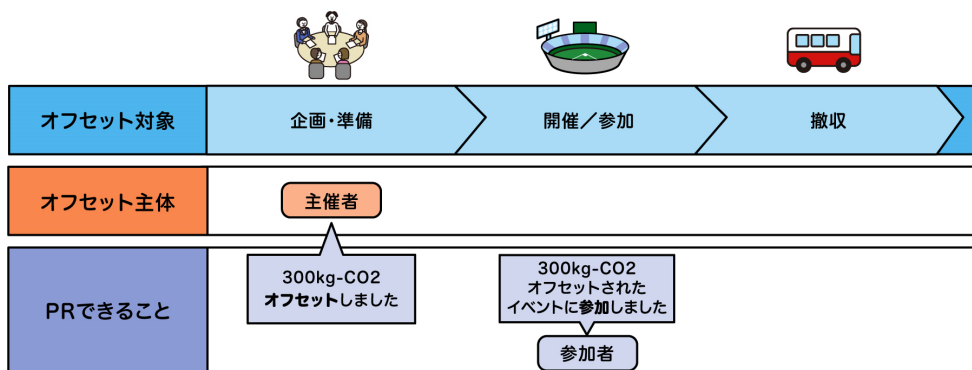 オフセット対象
企画・準備
開催／参加
撤収
オフセット主体
主催者
PRできること
300kg-CO2
オフセットしました
300kg-CO2
オフセットされた
イベントに参加しました
参加者